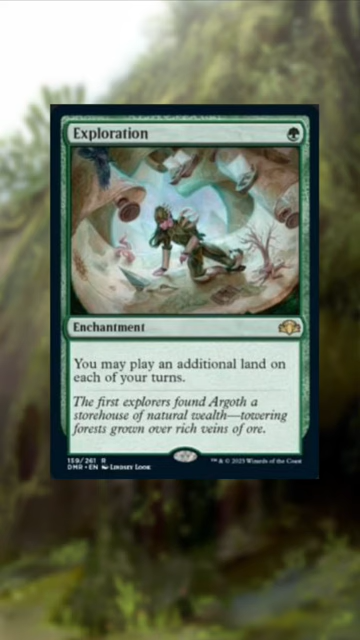 Exploration
Enchantment
You may play an additional land on
each of your turns.
The first explorers found Argoth a
storehouse of natural wealth—towering
forests grown over rich veins of ore.
159/261 R
DMR • EN Lindsey Look
™ & © 2023 Wizards of the Coast